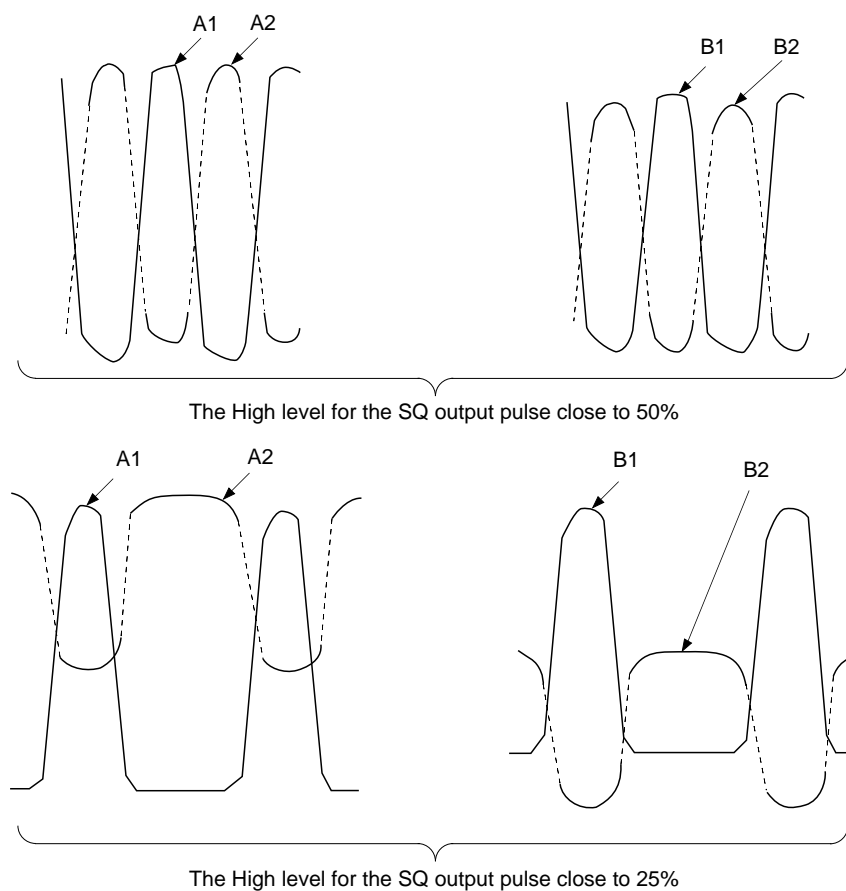 A1
A2
B1
B2
The High level for the SQ output pulse close to 50%
A1
A2
B1
B2
The High level for the SQ output pulse close to 25%